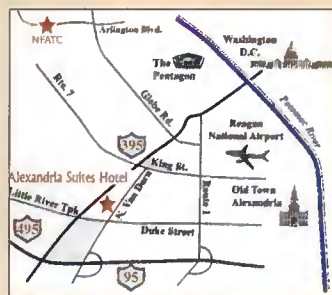 Arlington Blvd.
NFATC
Washington
D.C.
The
Pentagon
Rte. 7
Glebe Rd.
Potomac River
Reagan
National Airport
395
King St.
Alexandria Suites Hotel
N. Van Dorn
Route 1
Old Town
Alexandria
Little River Tpk
Duke Street
495
95